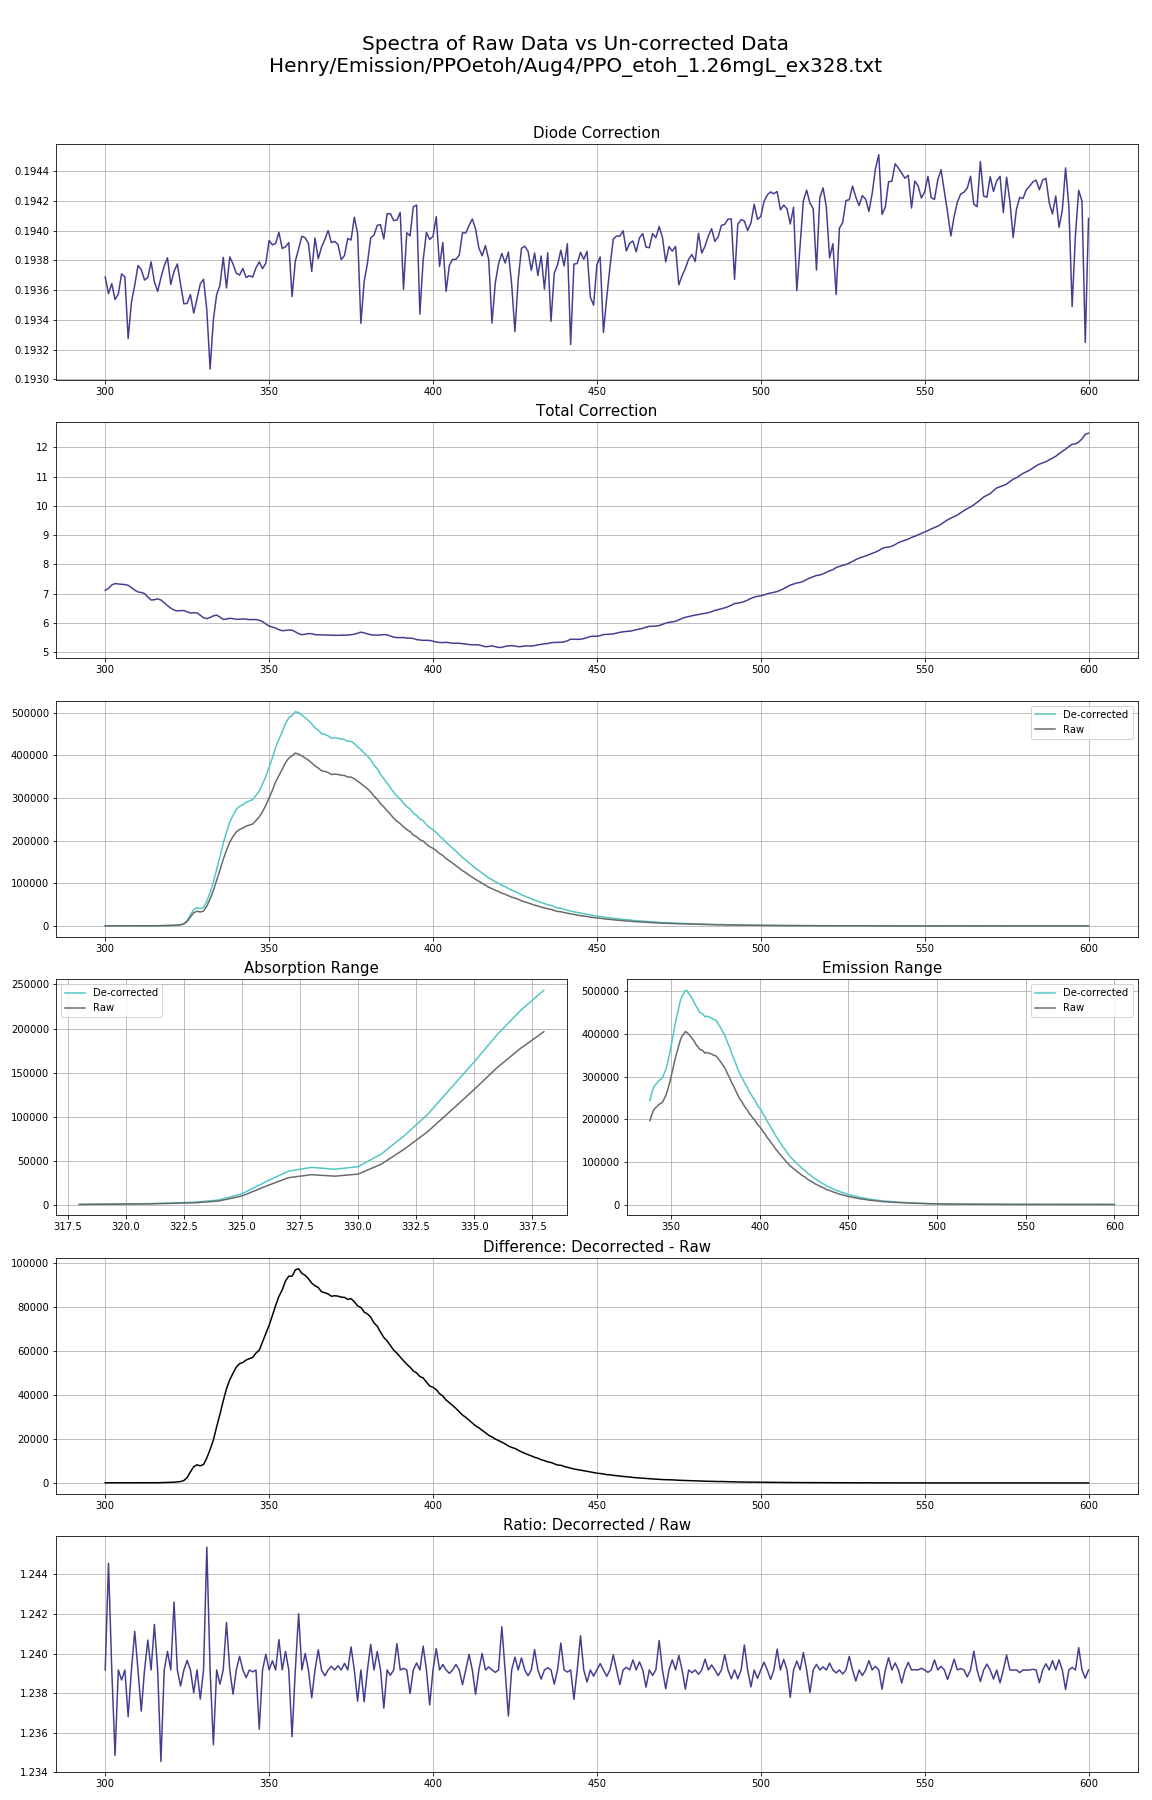 Spectra of Raw Data vs Un-corrected Data
Henry/Emission/PPOetoh/Aug4/PPO_etoh_1.26mgL_ex328.txt
Diode Correction
0.1944
0.1942
0.1940
0.1938
0.1936
0.1934
0.1932
0.1930
300 350 400 450 500 550 600
Total Correction
12
11
10
9
8
7
6
5
300 350 400 450 500 550 600
De-corrected
Raw
500000
400000
300000
200000
100000
0
300 350 400 450 500 550 600
Absorption Range
De-corrected
Raw
250000
200000
150000
100000
50000
0
317.5 320.0 322.5 325.0 327.5 330.0 332.5 335.0 337.5
Emission Range
De-corrected
Raw
500000
400000
300000
200000
100000
0
350 400 450 500 550 600
Difference: Decorrected - Raw
100000
80000
60000
40000
20000
0
300 350 400 450 500 550 600
Ratio: Decorrected / Raw
1.244
1.242
1.240
1.238
1.236
1.234
300 350 400 450 500 550 600